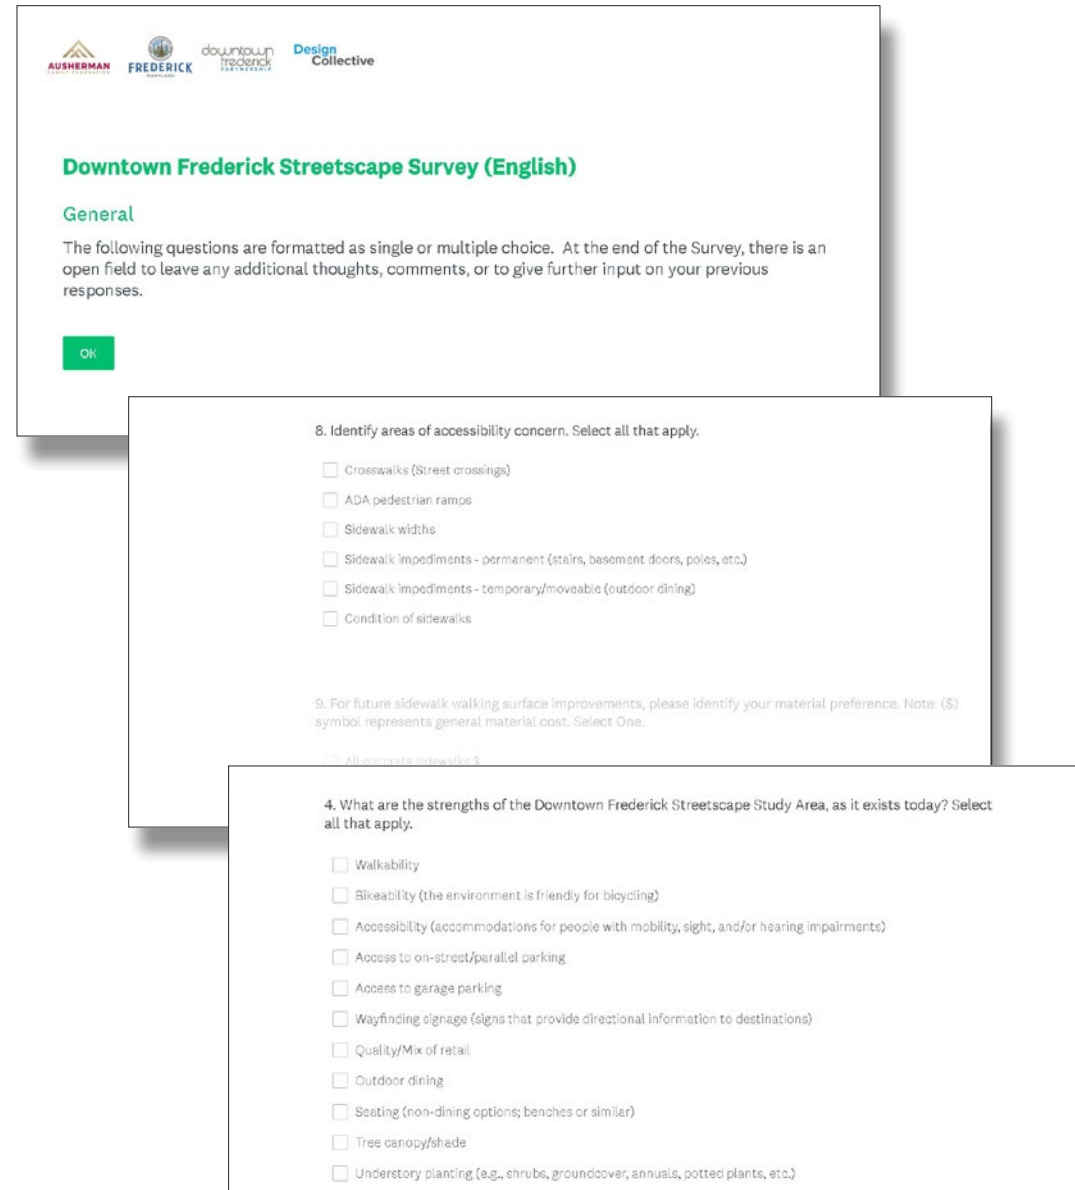 AUSHERMAN
FAMILY FOUNDATION
FREDERICK
MARYLAND
downtown
frederick
PARTNERSHIP
Design
Collective
Downtown Frederick Streetscape Survey (English)
General
The following questions are formatted as single or multiple choice. At the end of the Survey, there is an
open field to leave any additional thoughts, comments, or to give further input on your previous
responses.
OK
8. Identify areas of accessibility concern. Select all that apply.
Crosswalks (Street crossings)
ADA pedestrian ramps
Sidewalk widths
Sidewalk impediments - permanent (stairs, basement doors, poles, etc.)
Sidewalk impediments - temporary/moveable (outdoor dining)
Condition of sidewalks
9. For future sidewalk walking surface improvements, please identify your material preference. Note: ($)
symbol represents general material cost. Select One.
All concrete sidewalks $
4. What are the strengths of the Downtown Frederick Streetscape Study Area, as it exists today? Select
all that apply.
Walkability
Bikeability (the environment is friendly for bicycling)
Accessibility (accommodations for people with mobility, sight, and/or hearing impairments)
Access to on-street/parallel parking
Access to garage parking
Wayfinding signage (signs that provide directional information to destinations)
Quality/Mix of retail
Outdoor dining
Seating (non-dining options; benches or similar)
Tree canopy/shade
Understory planting (e.g., shrubs, groundcover, annuals, potted plants, etc.)